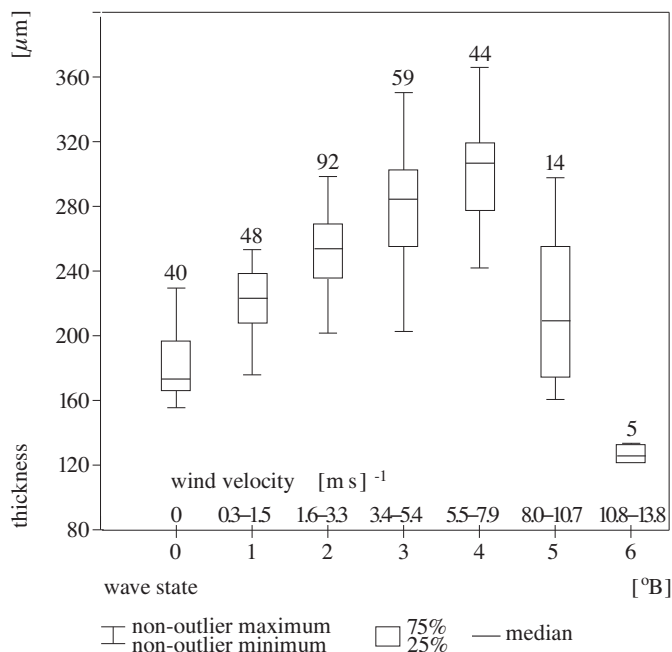 [µm]
360
320
280
240
200
160
120
80
thickness
40
48
92
59
44
14
5
wind velocity [m s] -1
0 0.3–1.5 1.6–3.3 3.4–5.4 5.5–7.9 8.0–10.7 10.8–13.8
0 1 2 3 4 5 6
wave state [°B]
non-outlier maximum
non-outlier minimum
75%
25%
median